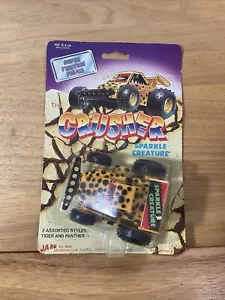 SUPER
FRICTION
POWER
THE
CRUSHER
SPARKLE
CREATURE
SPARKLE
CREATURE
2 ASSORTED STYLES,
TIGER AND PANTHER
JA-RU